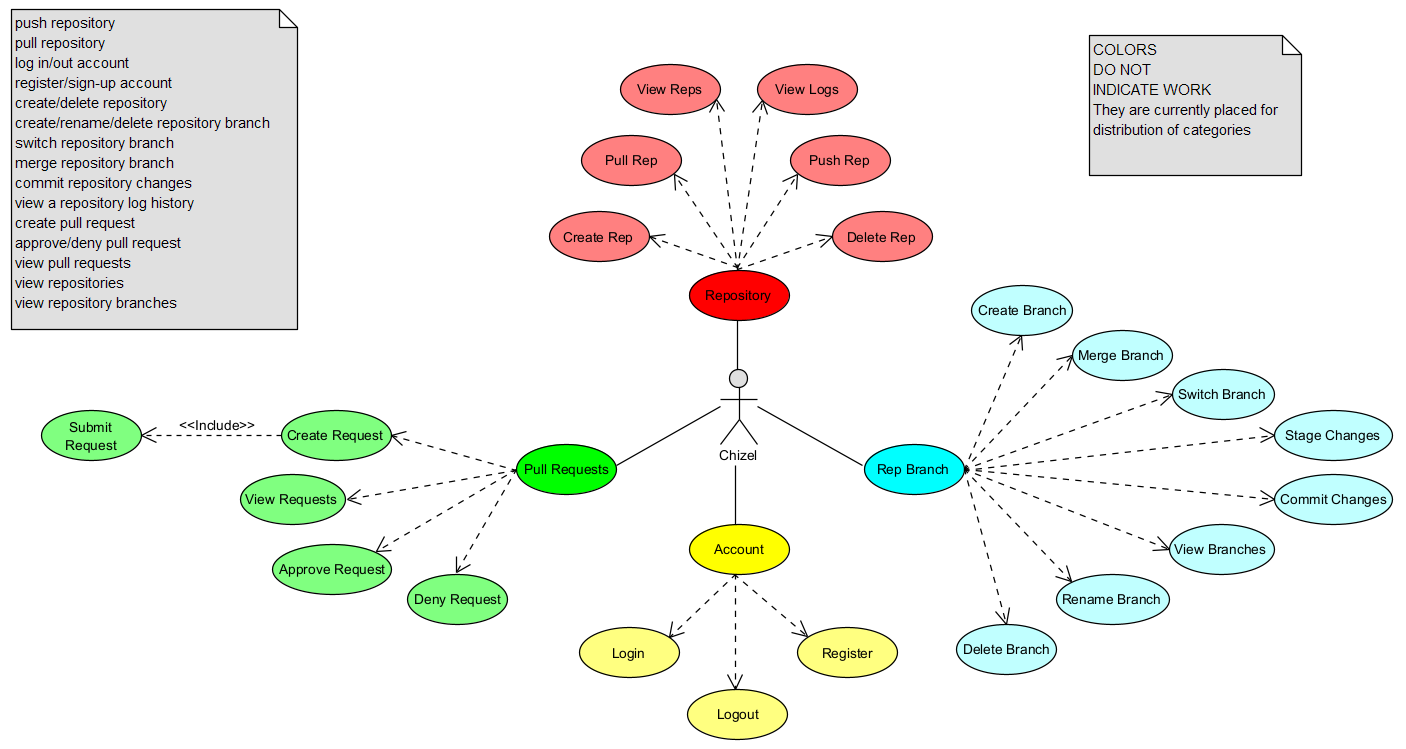 push repository
pull repository
log in/out account
register/sign-up account
create/delete repository
create/rename/delete repository branch
switch repository branch
merge repository branch
commit repository changes
view a repository log history
create pull request
approve/deny pull request
view pull requests
view repositories
view repository branches
COLORS
DO NOT
INDICATE WORK
They are currently placed for
distribution of categories
View Reps
View Logs
Pull Rep
Push Rep
Create Rep
Delete Rep
Repository
Create Branch
Merge Branch
Switch Branch
Submit
Request
<<Include>>
Create Request
Stage Changes
Chizel
Pull Requests
Rep Branch
View Requests
Commit Changes
Account
View Branches
Approve Request
Deny Request
Rename Branch
Login
Register
Delete Branch
Logout